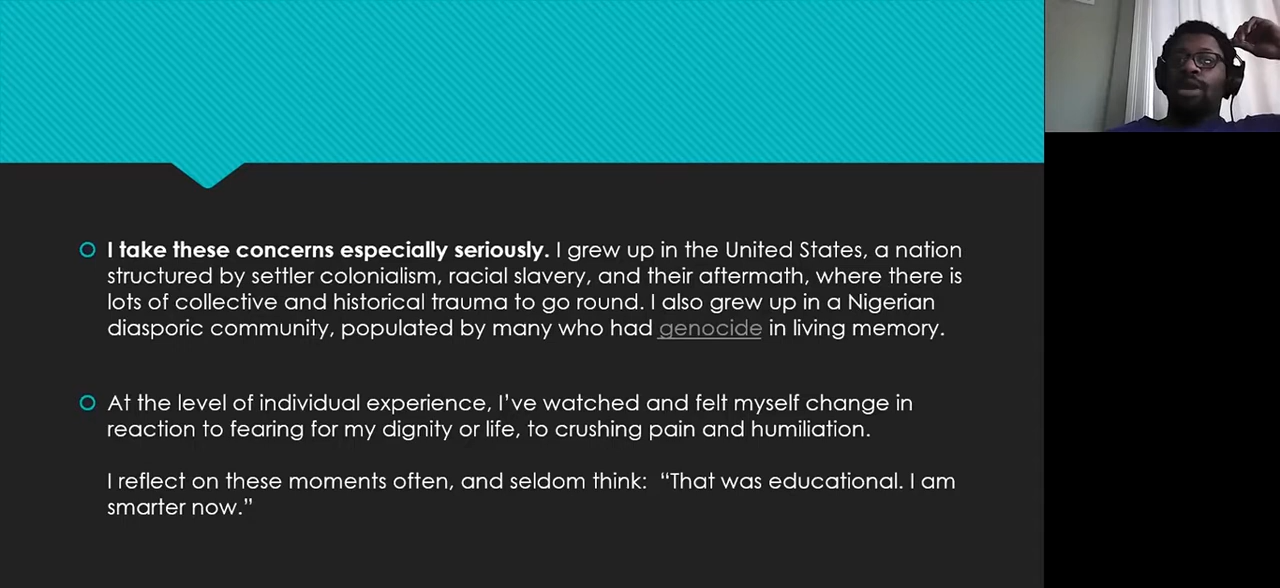 I take these concerns especially seriously. I grew up in the United States, a nation
structured by settler colonialism, racial slavery, and their aftermath, where there is
lots of collective and historical trauma to go round. I also grew up in a Nigerian
diasporic community, populated by many who had genocide in living memory.
At the level of individual experience, I’ve watched and felt myself change in
reaction to fearing for my dignity or life, to crushing pain and humiliation.
I reflect on these moments often, and seldom think: “That was educational. I am
smarter now.”